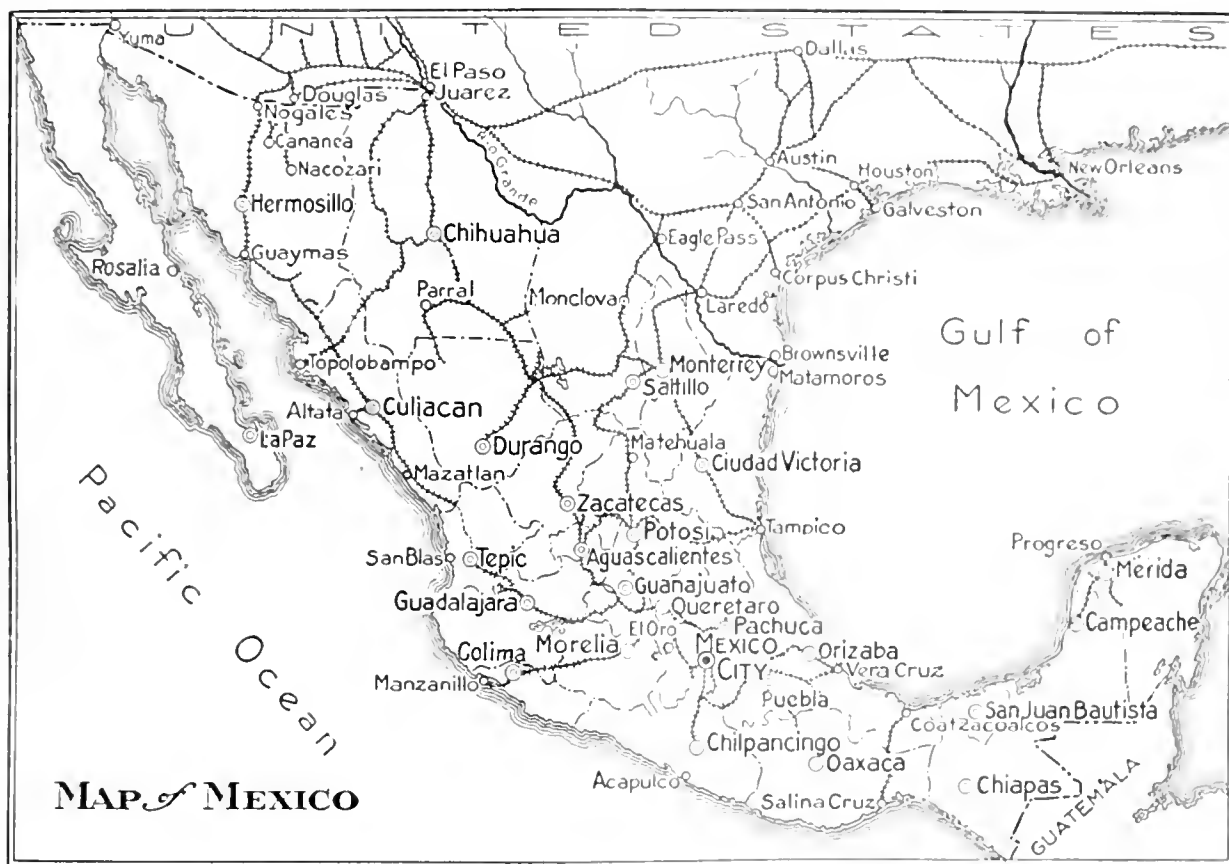 UNITED STATES
Yuma
Dallas
El Paso
Juarez
Douglas
Nogales
Cananea
Nacozari
Rio Grande
Austin
Houston
New Orleans
Hermosillo
San Antonio
Galveston
Chihuahua
Eagle Pass
Guaymas
Rosalia
Corpus Christi
Parral
Monclova
Laredo
Gulf of
Mexico
Topolobampo
Monterrey
Brownsville
Matamoros
Saltillo
Altata
Culiacan
LaPaz
Durango
Matehuala
Ciudad Victoria
Mazatlan
Pacific Ocean
Zacatecas
Potosi
Tampico
San Blas
Tepic
Aguascalientes
Progreso
Merida
Guanajuato
Guadalajara
Queretaro
Campeache
El Oro
Pachuca
Morelia
MEXICO
CITY
Orizaba
Vera Cruz
Colima
Manzanillo
Puebla
San Juan Bautista
Coatzacoalcos
Chilpancingo
Oaxaca
Acapulco
Chiapas
Salina Cruz
GUATEMALA
MAP of MEXICO